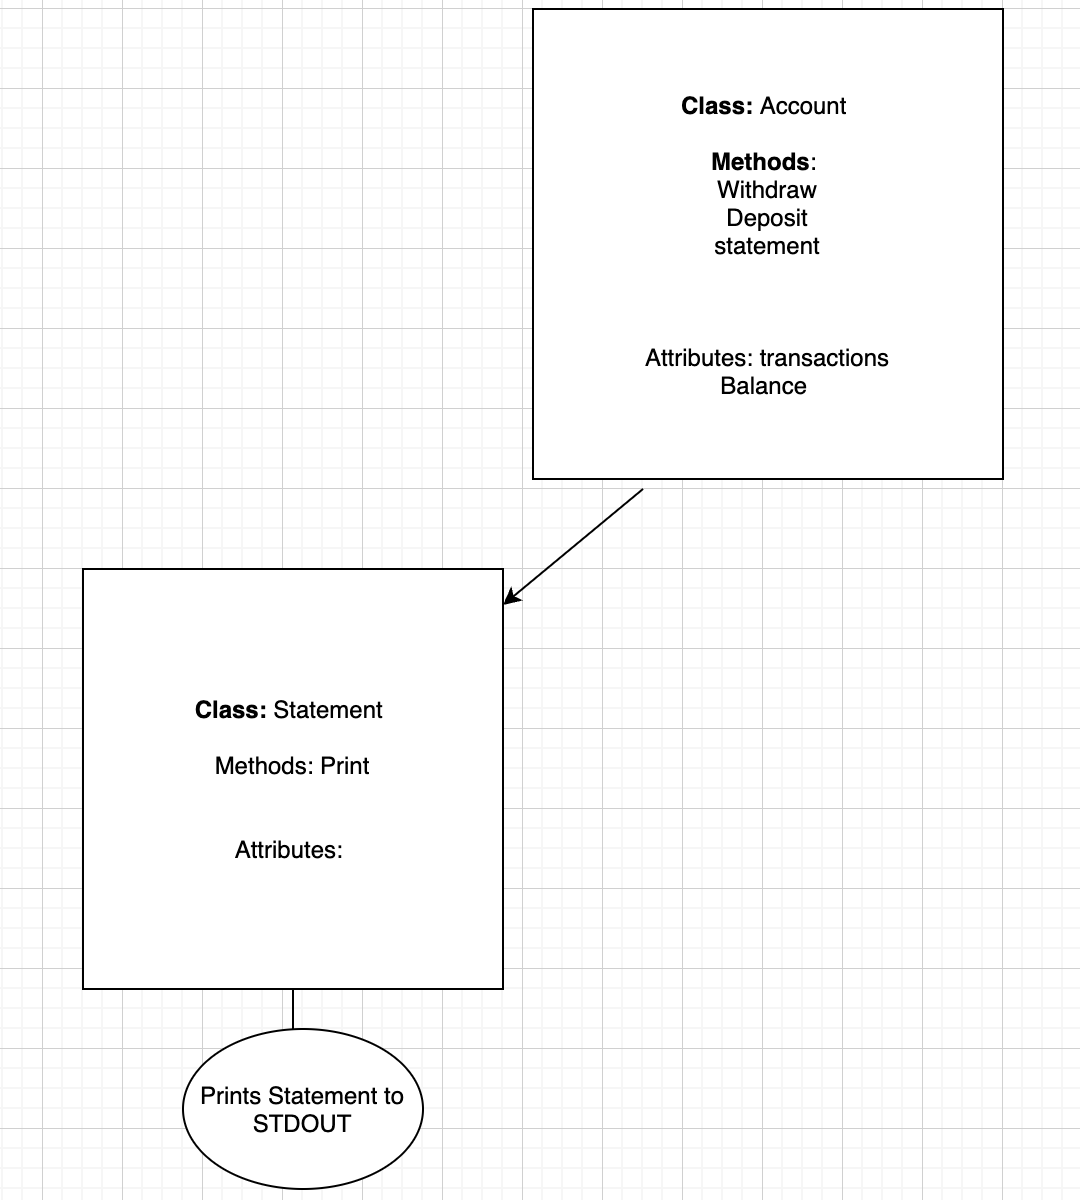 Class: Account
Methods:
Withdraw
Deposit
statement
Attributes: transactions
Balance
Class: Statement
Methods: Print
Attributes:
Prints Statement to
STDOUT